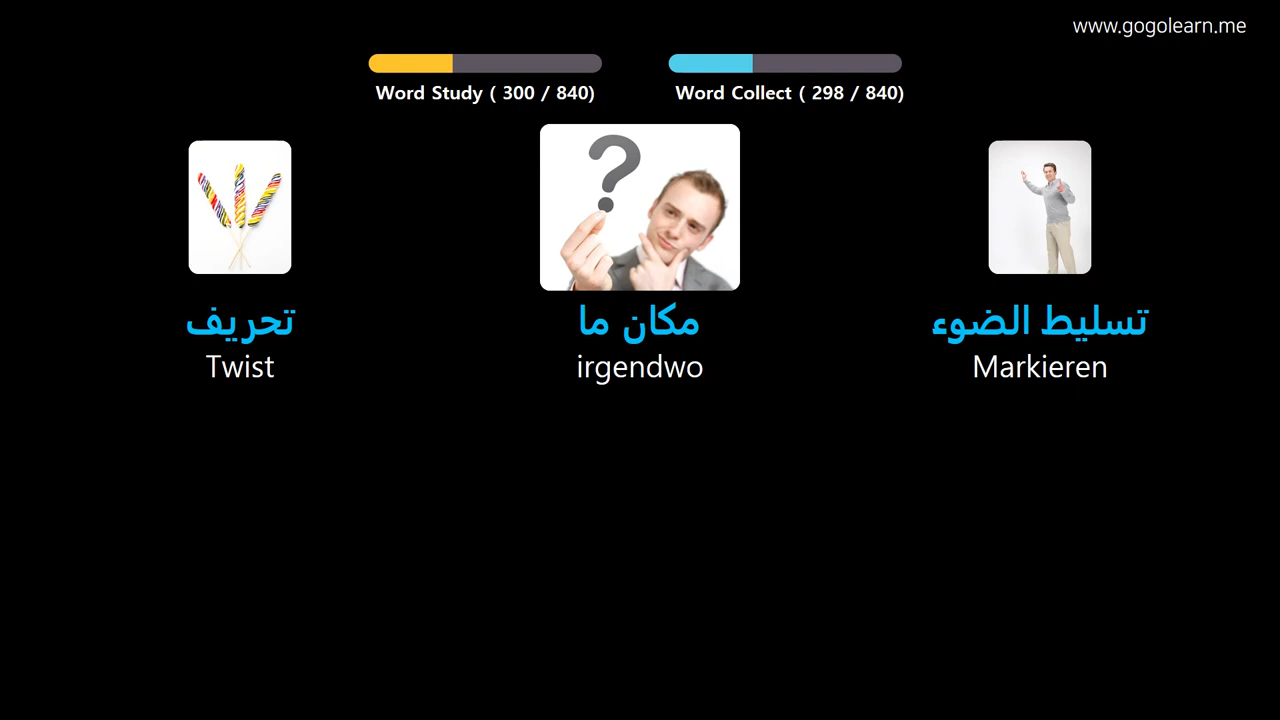 www.gogolearn.me
Word Study ( 300 / 840)
Word Collect ( 298 / 840)
تحريف
Twist
مكان ما
irgendwo
تسليط الضوء
Markieren